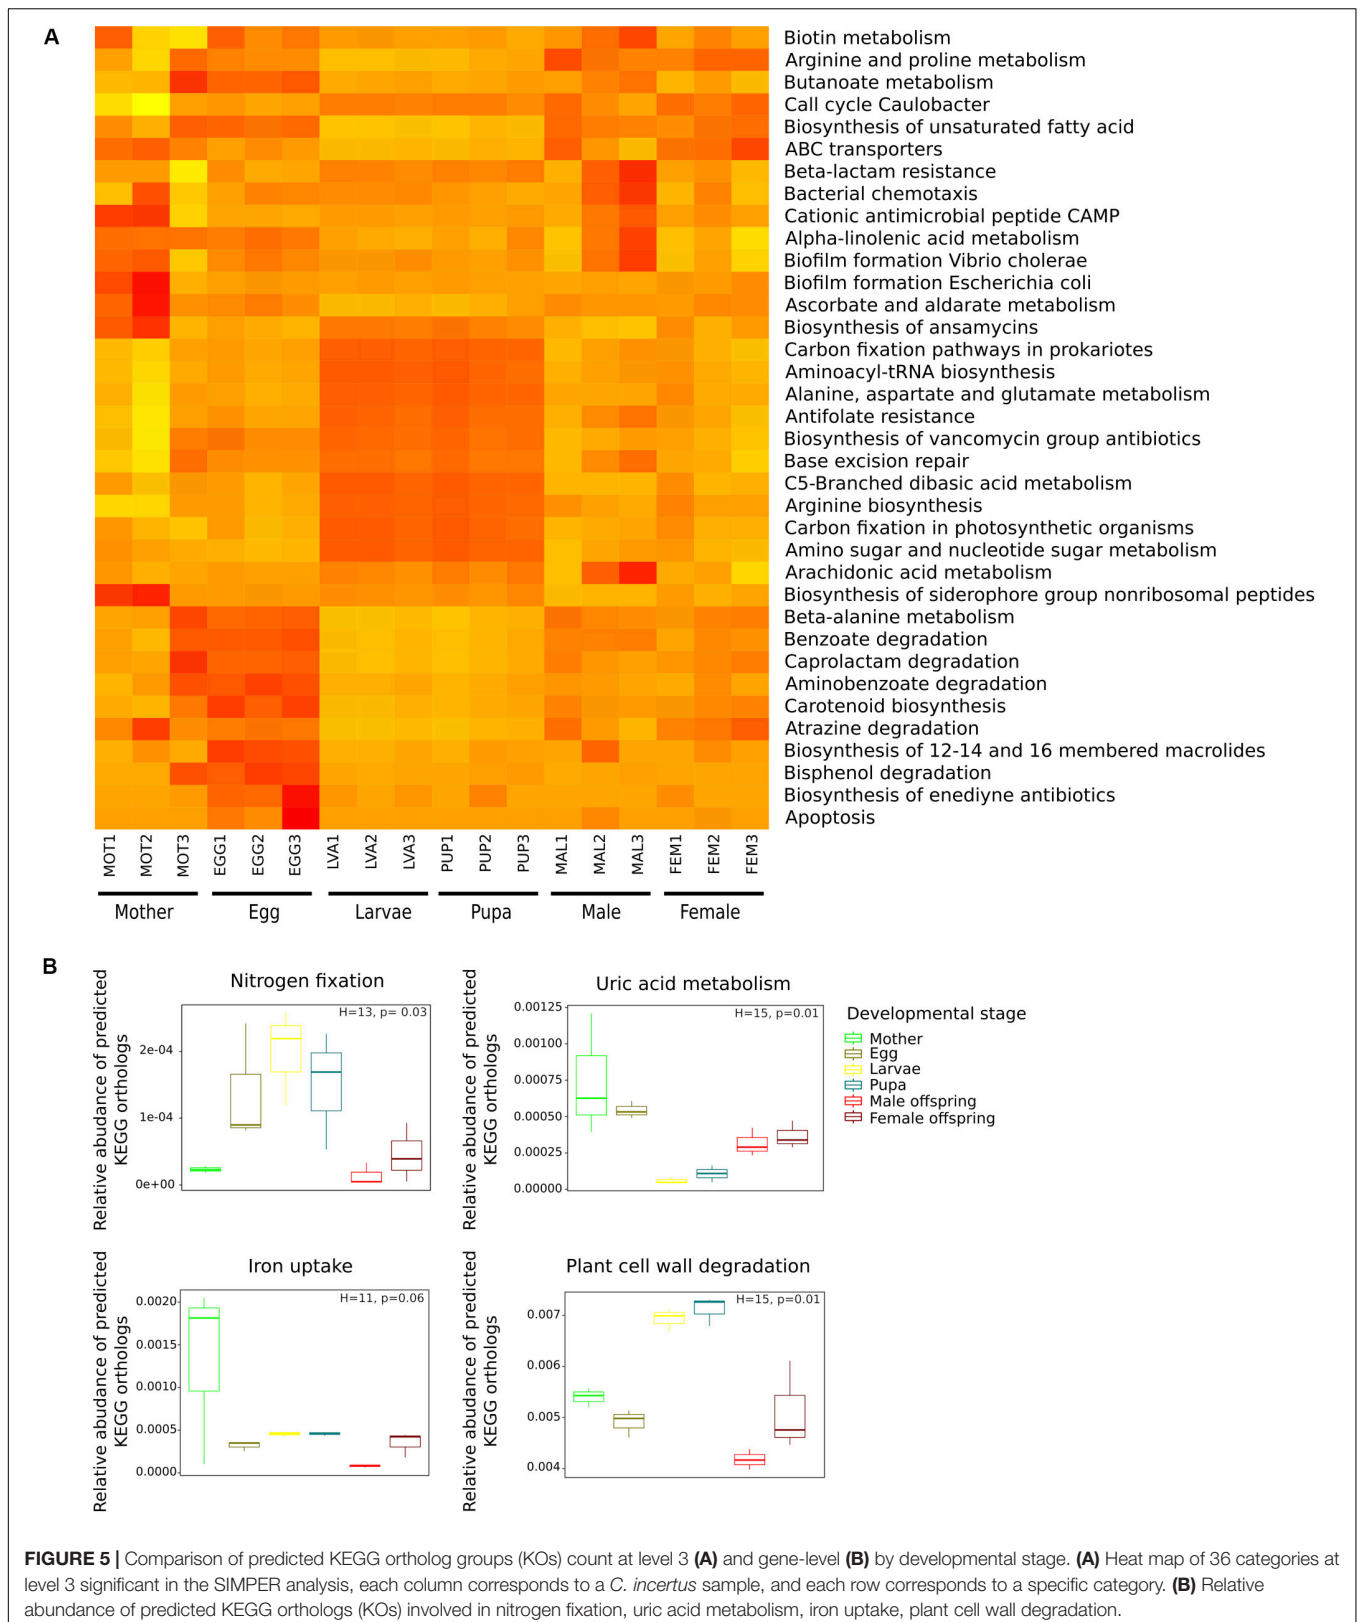 A
Biotin metabolism
Arginine and proline metabolism
Butanoate metabolism
Call cycle Caulobacter
Biosynthesis of unsaturated fatty acid
ABC transporters
Beta-lactam resistance
Bacterial chemotaxis
Cationic antimicrobial peptide CAMP
Alpha-linolenic acid metabolism
Biofilm formation Vibrio cholerae
Biofilm formation Escherichia coli
Ascorbate and aldarate metabolism
Biosynthesis of ansamycins
Carbon fixation pathways in prokariotes
Aminoacyl-tRNA biosynthesis
Alanine, aspartate and glutamate metabolism
Antifolate resistance
Biosynthesis of vancomycin group antibiotics
Base excision repair
C5-Branched dibasic acid metabolism
Arginine biosynthesis
Carbon fixation in photosynthetic organisms
Amino sugar and nucleotide sugar metabolism
Arachidonic acid metabolism
Biosynthesis of siderophore group nonribosomal peptides
Beta-alanine metabolism
Benzoate degradation
Caprolactam degradation
Aminobenzoate degradation
Carotenoid biosynthesis
Atrazine degradation
Biosynthesis of 12-14 and 16 membered macrolides
Bisphenol degradation
Biosynthesis of enediyne antibiotics
Apoptosis
MOT1 MOT2 MOT3 EGG1 EGG2 EGG3 LVA1 LVA2 LVA3 PUP1 PUP2 PUP3 MAL1 MAL2 MAL3 FEM1 FEM2 FEM3
Mother Egg Larvae Pupa Male Female
B
Nitrogen fixation
H=13, p= 0.03
Relative abudance of predicted
KEGG orthologs
2e-04
1e-04
0e+00
Uric acid metabolism
H=15, p=0.01
Relative abudance of predicted
KEGG orthologs
0.00125
0.00100
0.00075
0.00050
0.00025
0.00000
Developmental stage
Mother
Egg
Larvae
Pupa
Male offspring
Female offspring
Iron uptake
H=11, p=0.06
Relative abudance of predicted
KEGG orthologs
0.0020
0.0015
0.0010
0.0005
0.0000
Plant cell wall degradation
H=15, p=0.01
Relative abudance of predicted
KEGG orthologs
0.007
0.006
0.005
0.004
FIGURE 5 | Comparison of predicted KEGG ortholog groups (KOs) count at level 3 (A) and gene-level (B) by developmental stage. (A) Heat map of 36 categories at
level 3 significant in the SIMPER analysis, each column corresponds to a C. incertus sample, and each row corresponds to a specific category. (B) Relative
abundance of predicted KEGG orthologs (KOs) involved in nitrogen fixation, uric acid metabolism, iron uptake, plant cell wall degradation.